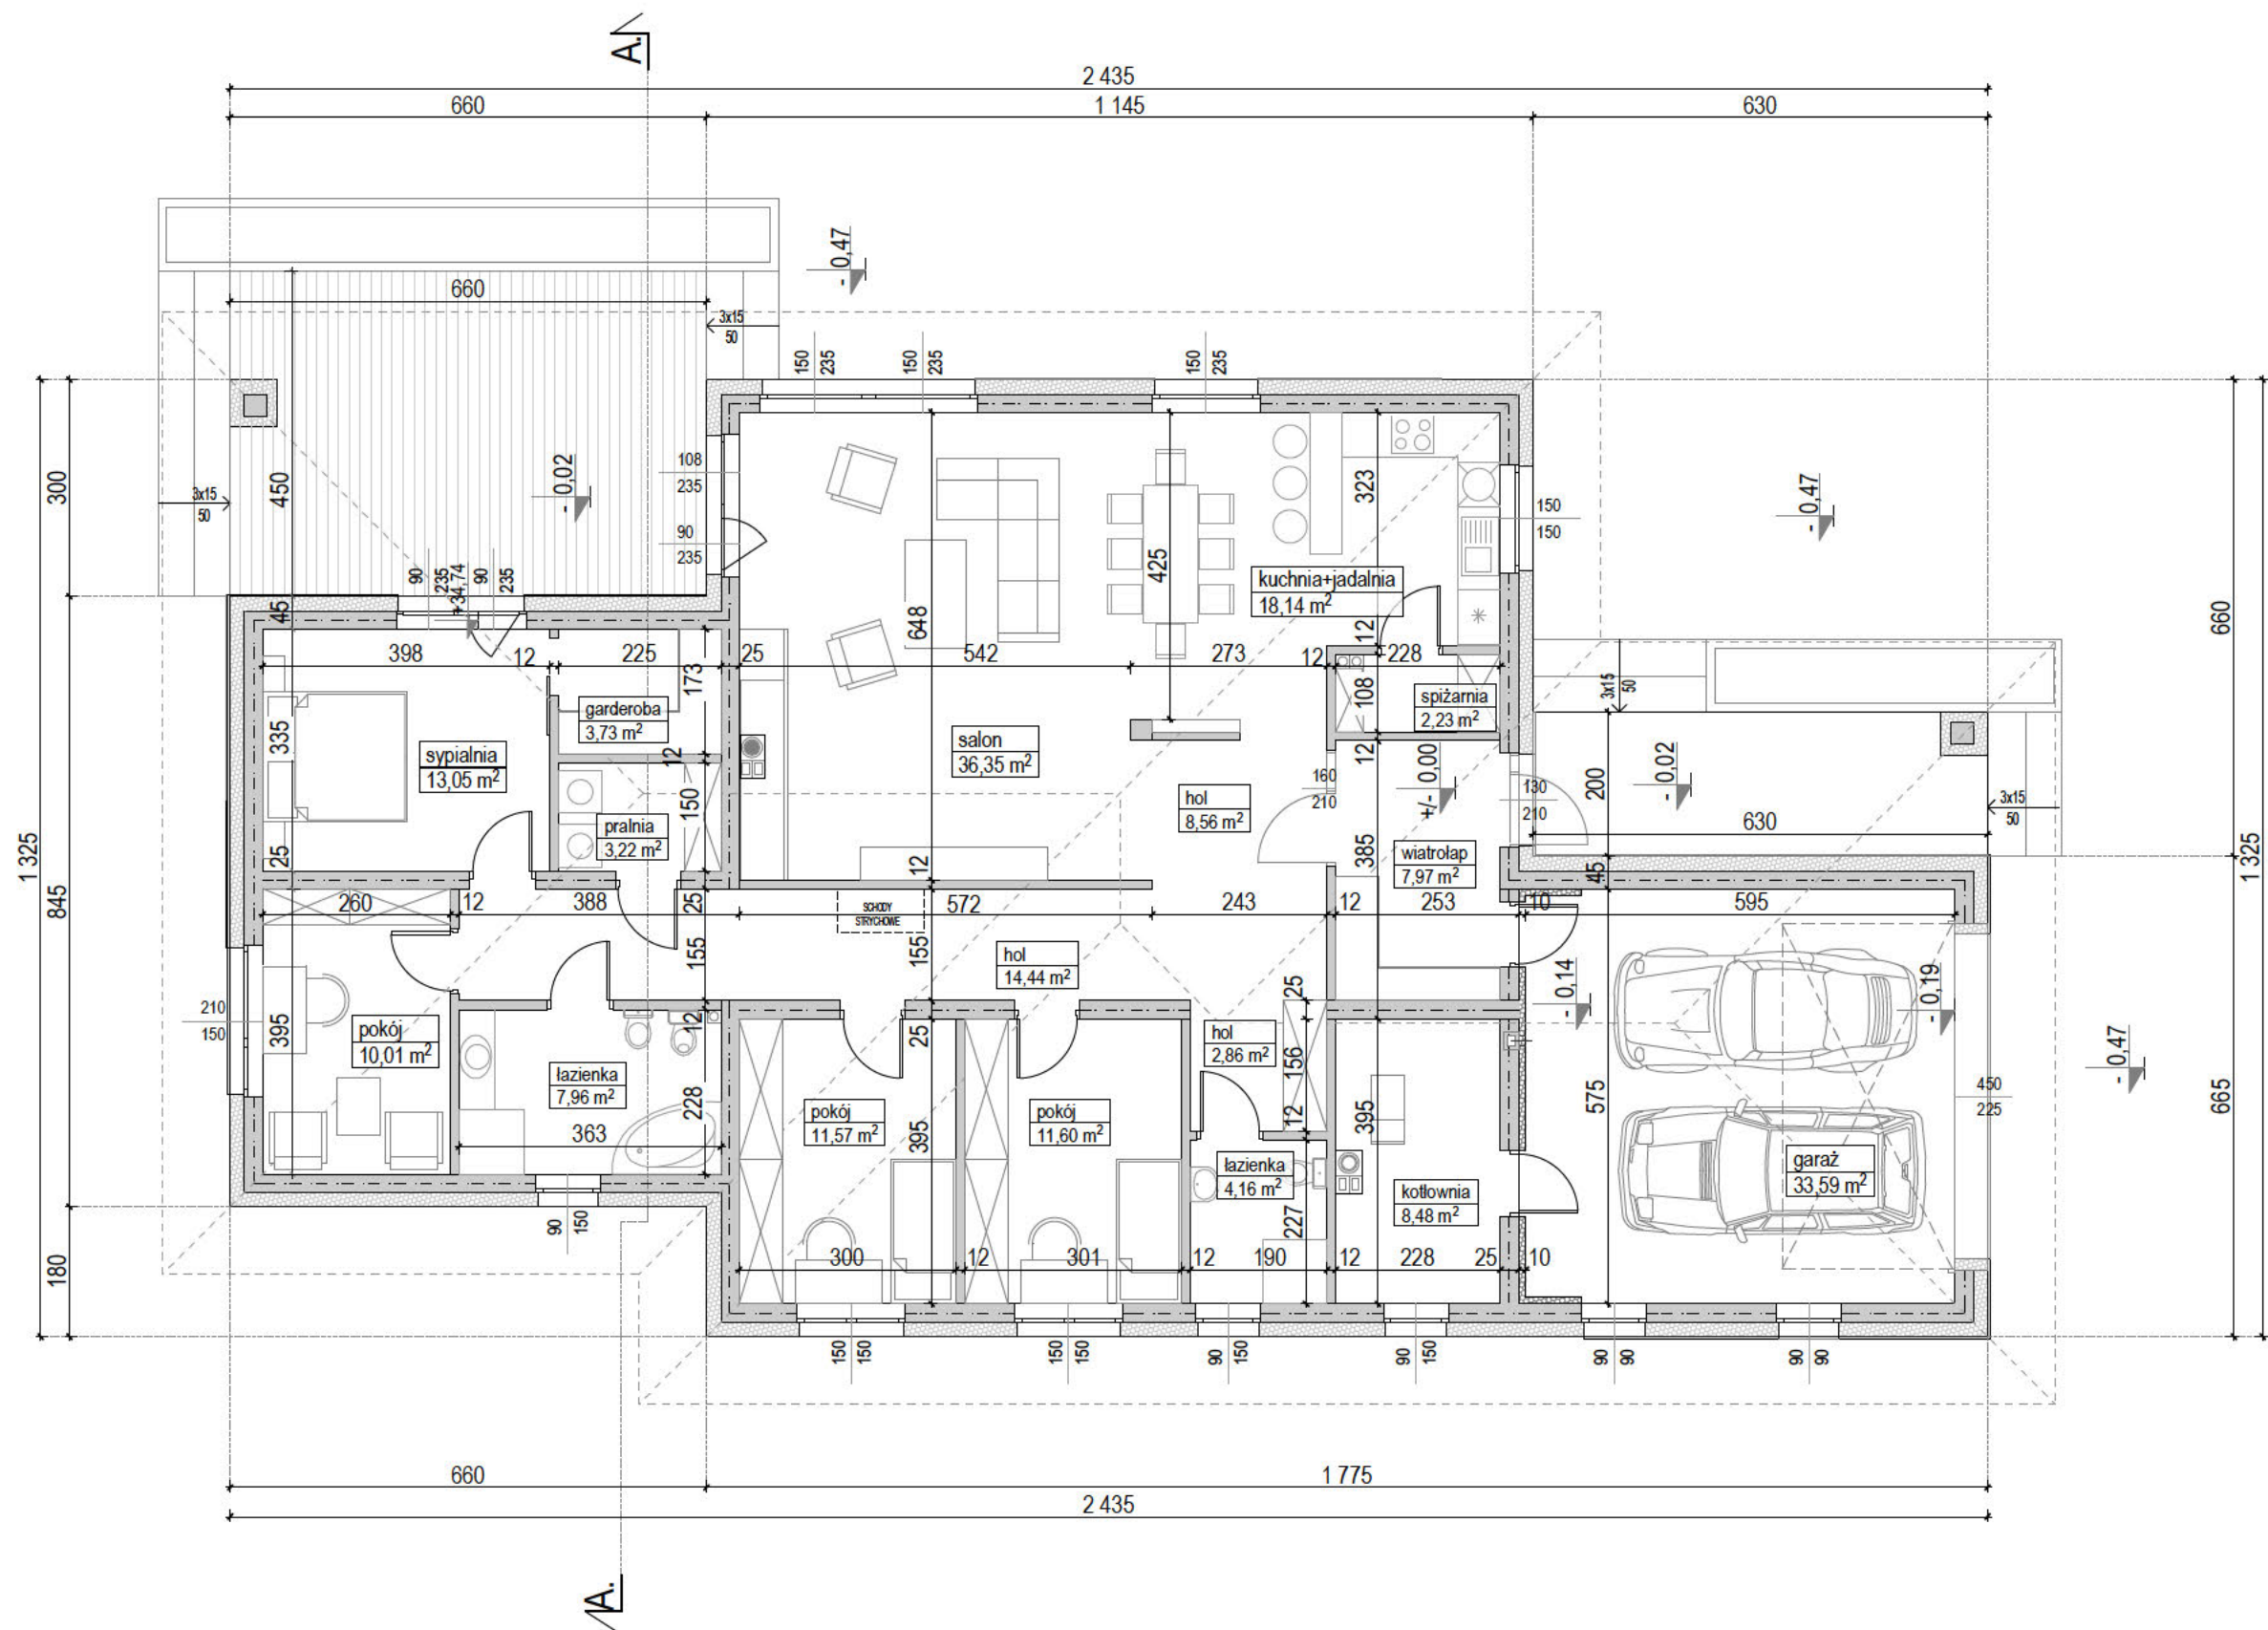 A.
2 435
660
1 145
630
- 0,47
660
3x15
50
150
235
150
235
150
235
1 325
300
845
180
450
3x15
50
- 0,02
108
235
90
235
90
235
+34,74
90
235
45
648
425
323
kuchnia+jadalnia
18,14 m²
150
150
- 0,47
660
665
1 325
398
12
225
173
25
542
273
12
12
228
108
spiżarnia
2,23 m²
3x15
50
335
sypialnia
13,05 m²
garderoba
3,73 m²
12
salon
36,35 m²
hol
8,56 m²
160
210
12
+/- 0,00
130
210
200
- 0,02
630
3x15
50
pralnia
3,22 m²
150
25
12
385
wiatrołap
7,97 m²
45
260
12
388
25
SCHODY
STRYCHOWE
572
243
12
253
10
595
155
155
hol
14,44 m²
25
- 0,14
- 0,19
- 0,47
210
150
395
pokój
10,01 m²
12
25
hol
2,86 m²
156
łazienka
7,96 m²
228
363
pokój
11,57 m²
395
pokój
11,60 m²
12
395
575
450
225
łazienka
4,16 m²
227
kotłownia
8,48 m²
garaż
33,59 m²
300
12
301
12
190
12
228
25
10
90
150
150
150
150
150
90
150
90
150
90
90
90
90
660
1 775
2 435
A.